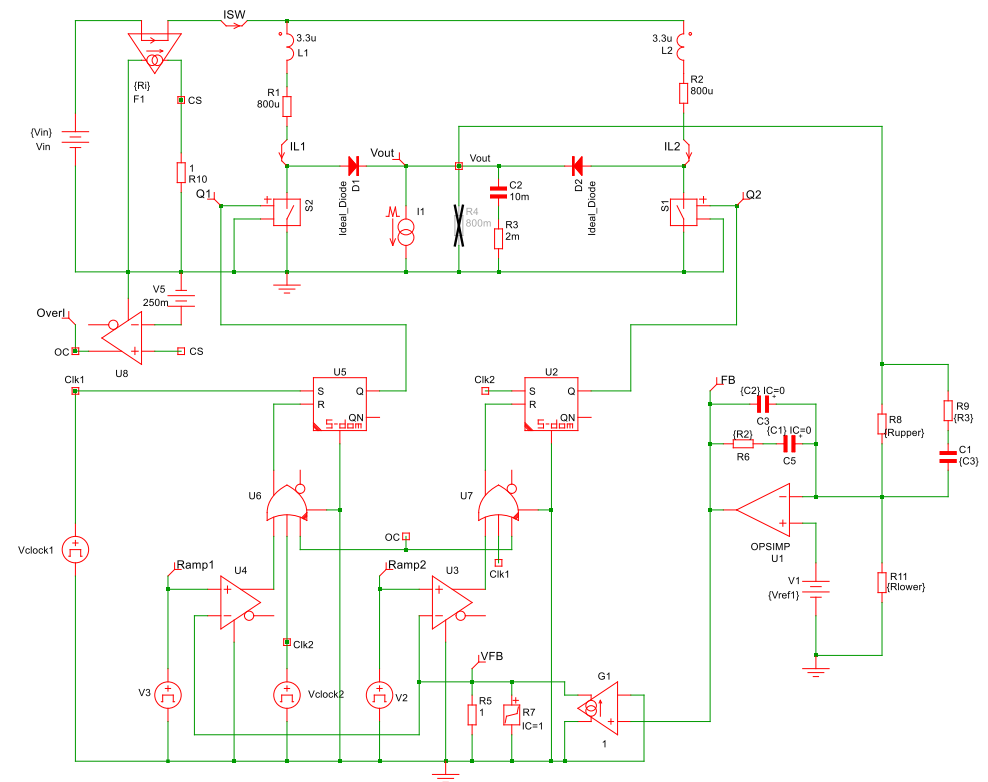 ISW
3.3u
L1
3.3u
L2
{Ri}
F1
CS
R1
800u
R2
800u
{Vin}
Vin
IL1
IL2
1
R10
Vout
Vout
D1
Ideal_Diode
D2
Ideal_Diode
C2
10m
Q1
S2
I1
R4
800m
R3
2m
S1
Q2
V5
250m
OverI
OC
CS
U8
Clk1
U5
S
Q
R
QN
S-dom
Clk2
U2
S
Q
R
QN
S-dom
FB
{C2} IC=0
C3
{R2}
R6
{C1} IC=0
C5
R8
{Rupper}
R9
{R3}
C1
{C3}
U6
U7
OPSIMP
U1
OC
Vclock1
Ramp1
U4
Ramp2
U3
Clk1
V1
{Vref1}
R11
{Rlower}
Clk2
VFB
V3
Vclock2
V2
R5
1
R7
IC=1
G1
1